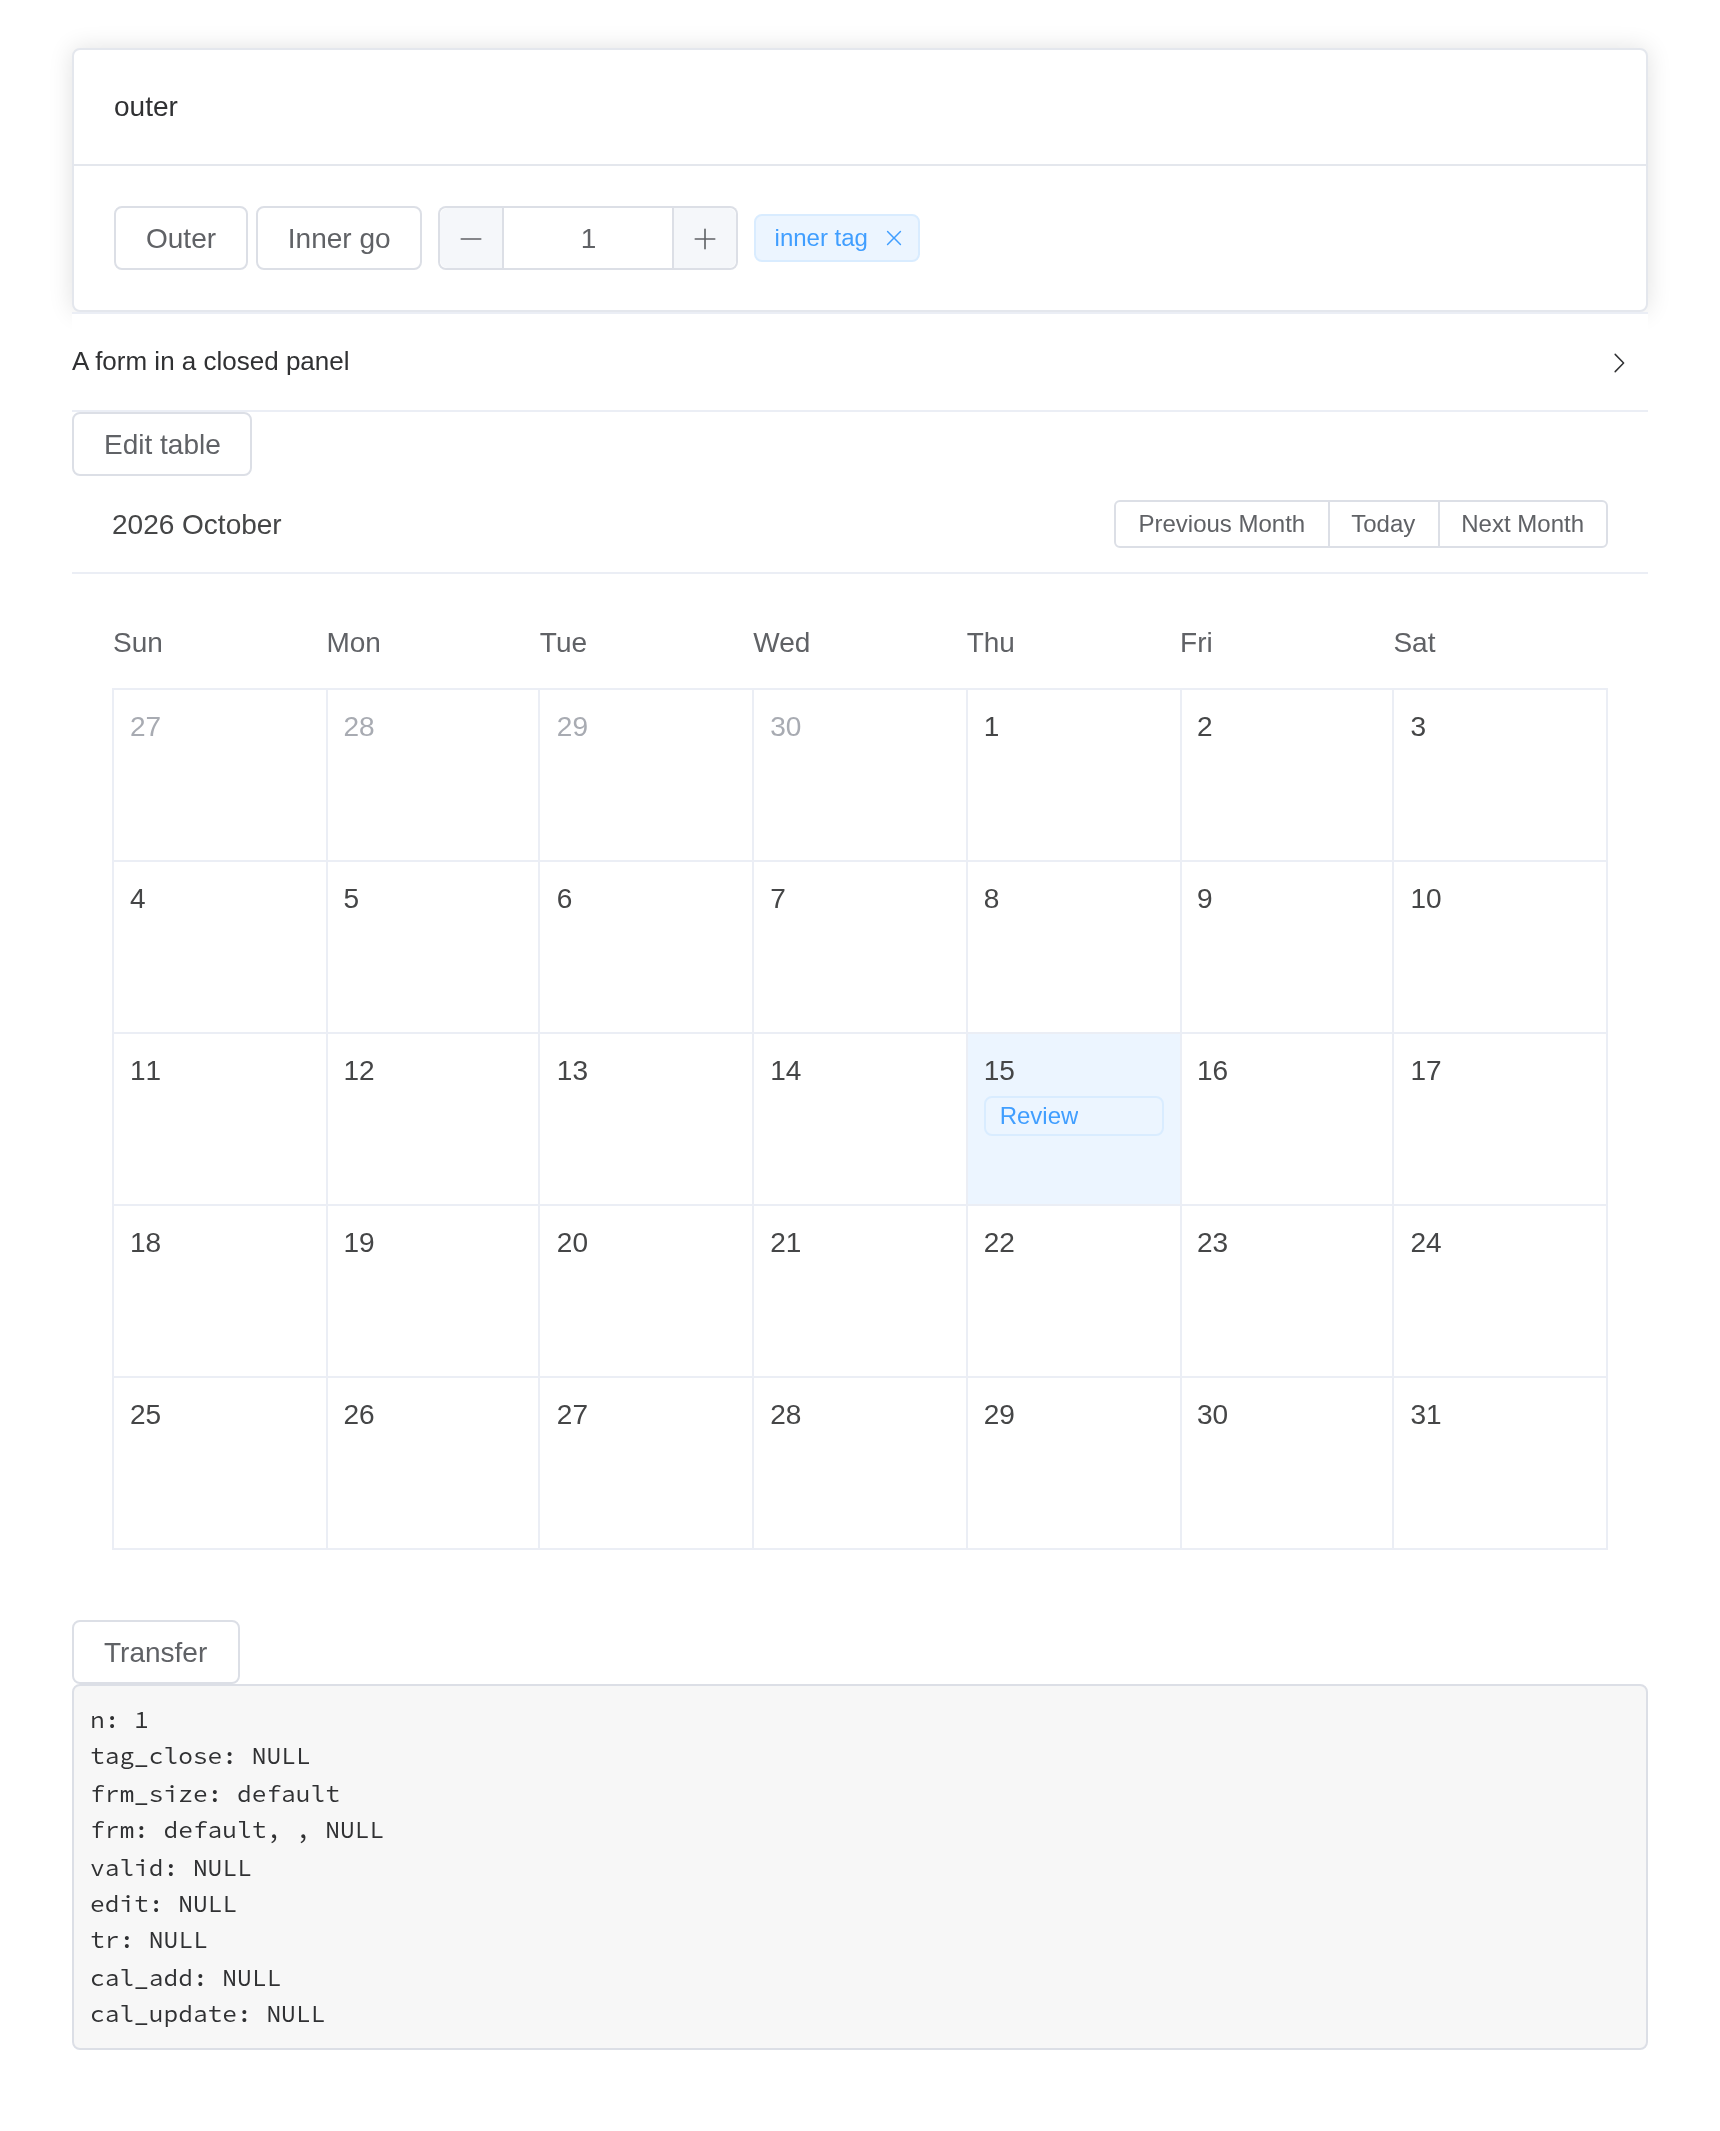 outer
Outer Inner go 1 inner tag
A form in a closed panel
Edit table
2026 October Previous Month Today Next Month
Sun Mon Tue Wed Thu Fri Sat
27 28 29 30 1 2 3
4 5 6 7 8 9 10
11 12 13 14 15 16 17
Review
18 19 20 21 22 23 24
25 26 27 28 29 30 31
Transfer
n: 1
tag_close: NULL
frm_size: default
frm: default, , NULL
valid: NULL
edit: NULL
tr: NULL
cal_add: NULL
cal_update: NULL